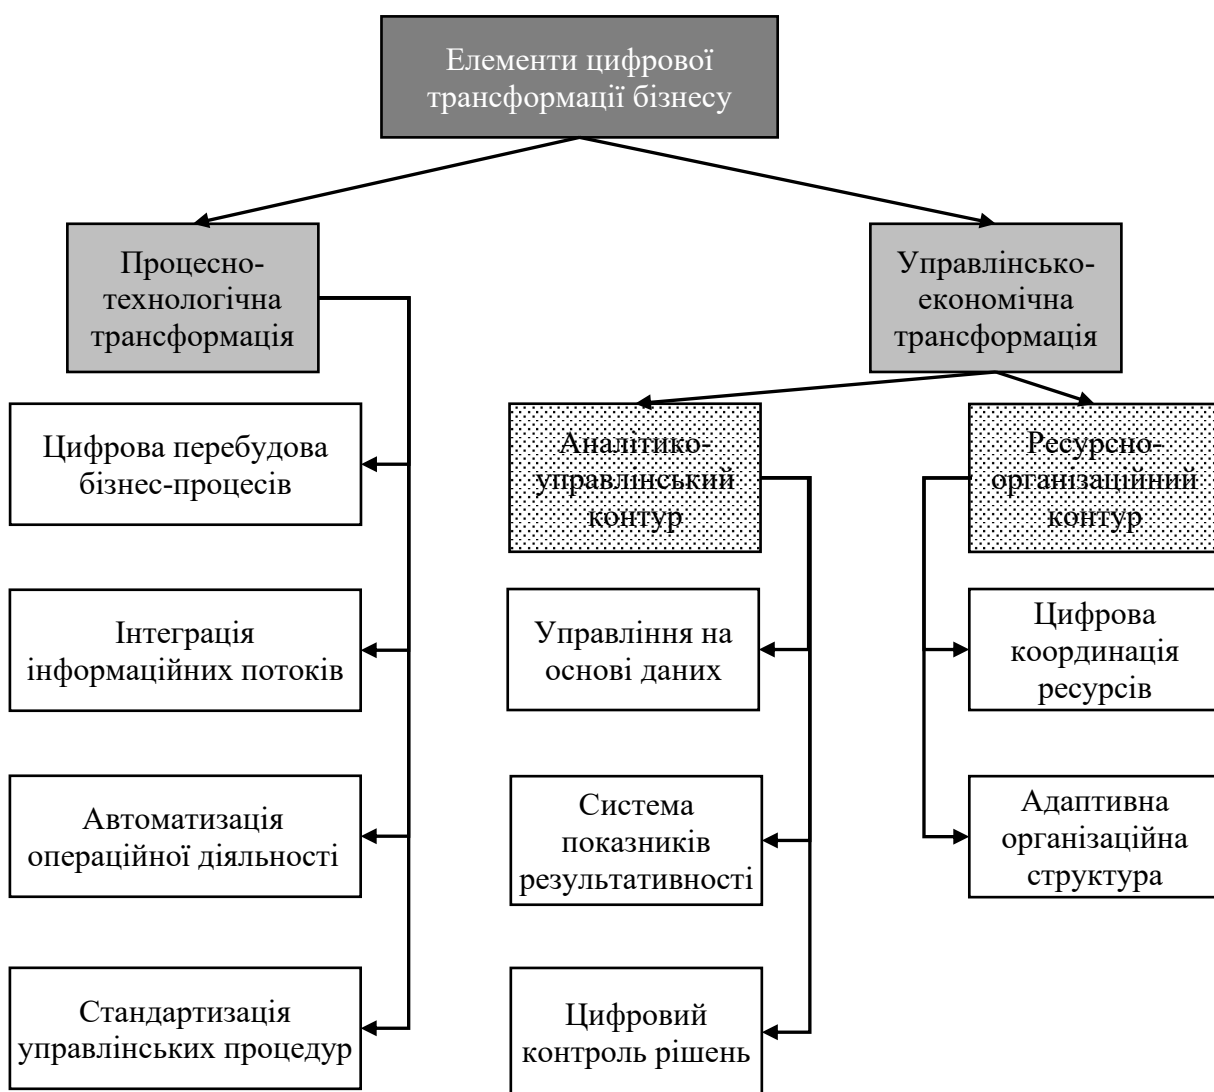 Елементи цифрової
трансформації бізнесу
Процесно-
технологічна
трансформація
Управлінсько-
економічна
трансформація
Цифрова перебудова
бізнес-процесів
Аналітико-
управлінський
контур
Ресурсно-
організаційний
контур
Інтеграція
інформаційних потоків
Управління на
основі даних
Цифрова
координація
ресурсів
Автоматизація
операційної діяльності
Система
показників
результативності
Адаптивна
організаційна
структура
Стандартизація
управлінських процедур
Цифровий
контроль рішень